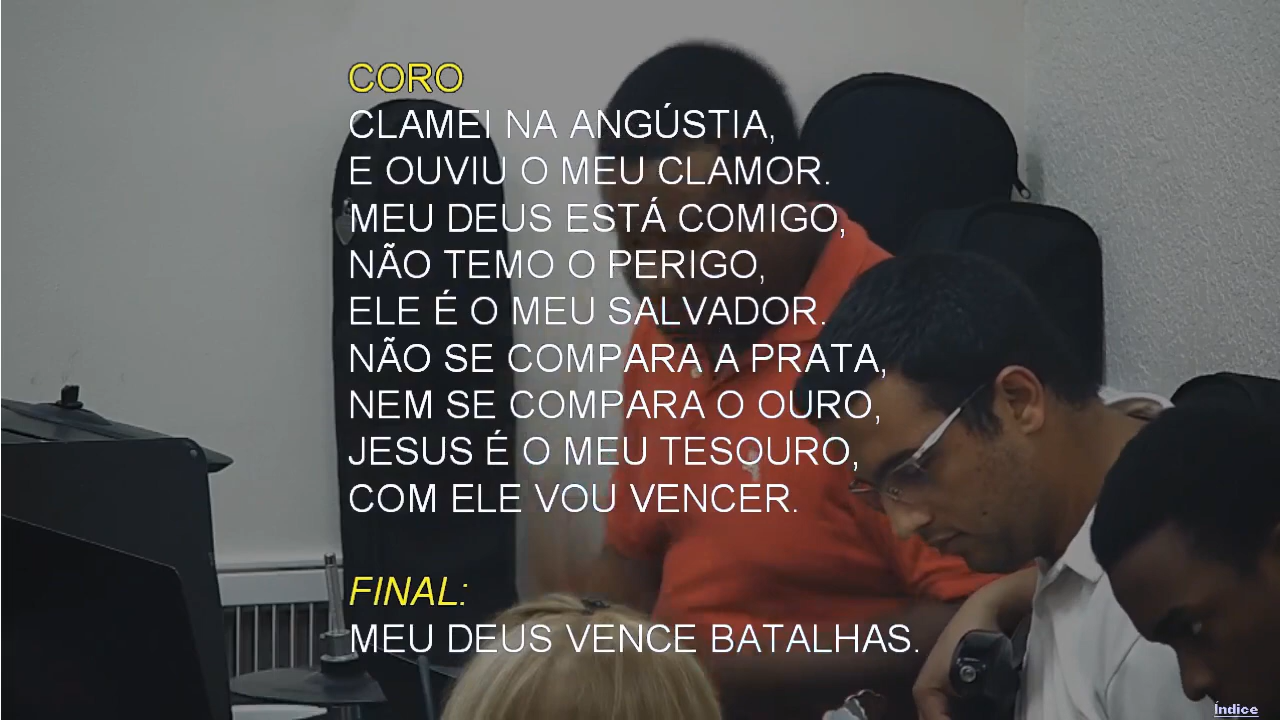 CORO
CLAMEI NA ANGÚSTIA,
E OUVIU O MEU CLAMOR.
MEU DEUS ESTÁ COMIGO,
NÃO TEMO O PERIGO,
ELE É O MEU SALVADOR.
NÃO SE COMPARA A PRATA,
NEM SE COMPARA O OURO,
JESUS É O MEU TESOURO,
COM ELE VOU VENCER.
FINAL:
MEU DEUS VENCE BATALHAS.
Índice